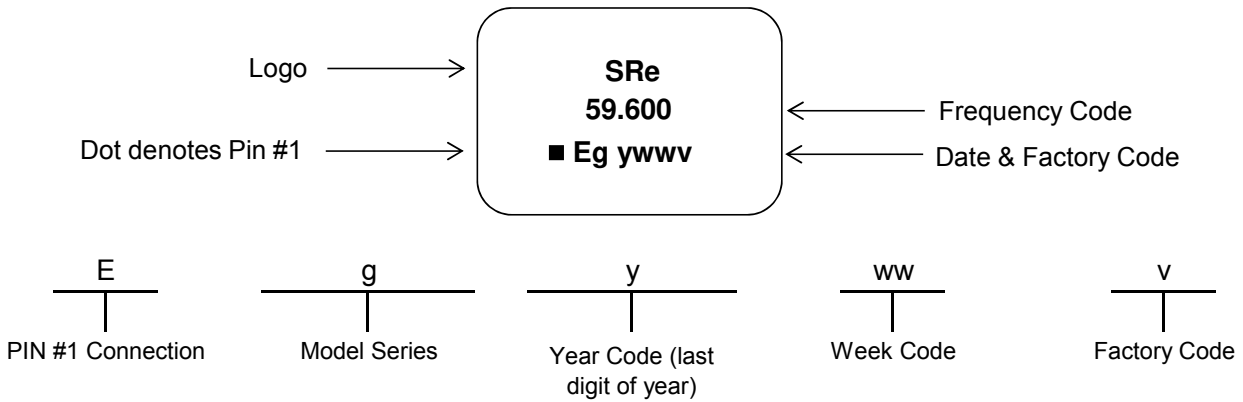 Logo
SRe
59.600
Frequency Code
Dot denotes Pin #1
■ Eg ywwv
Date & Factory Code
E g y ww v
PIN #1 Connection
Model Series
Year Code (last
digit of year)
Week Code
Factory Code